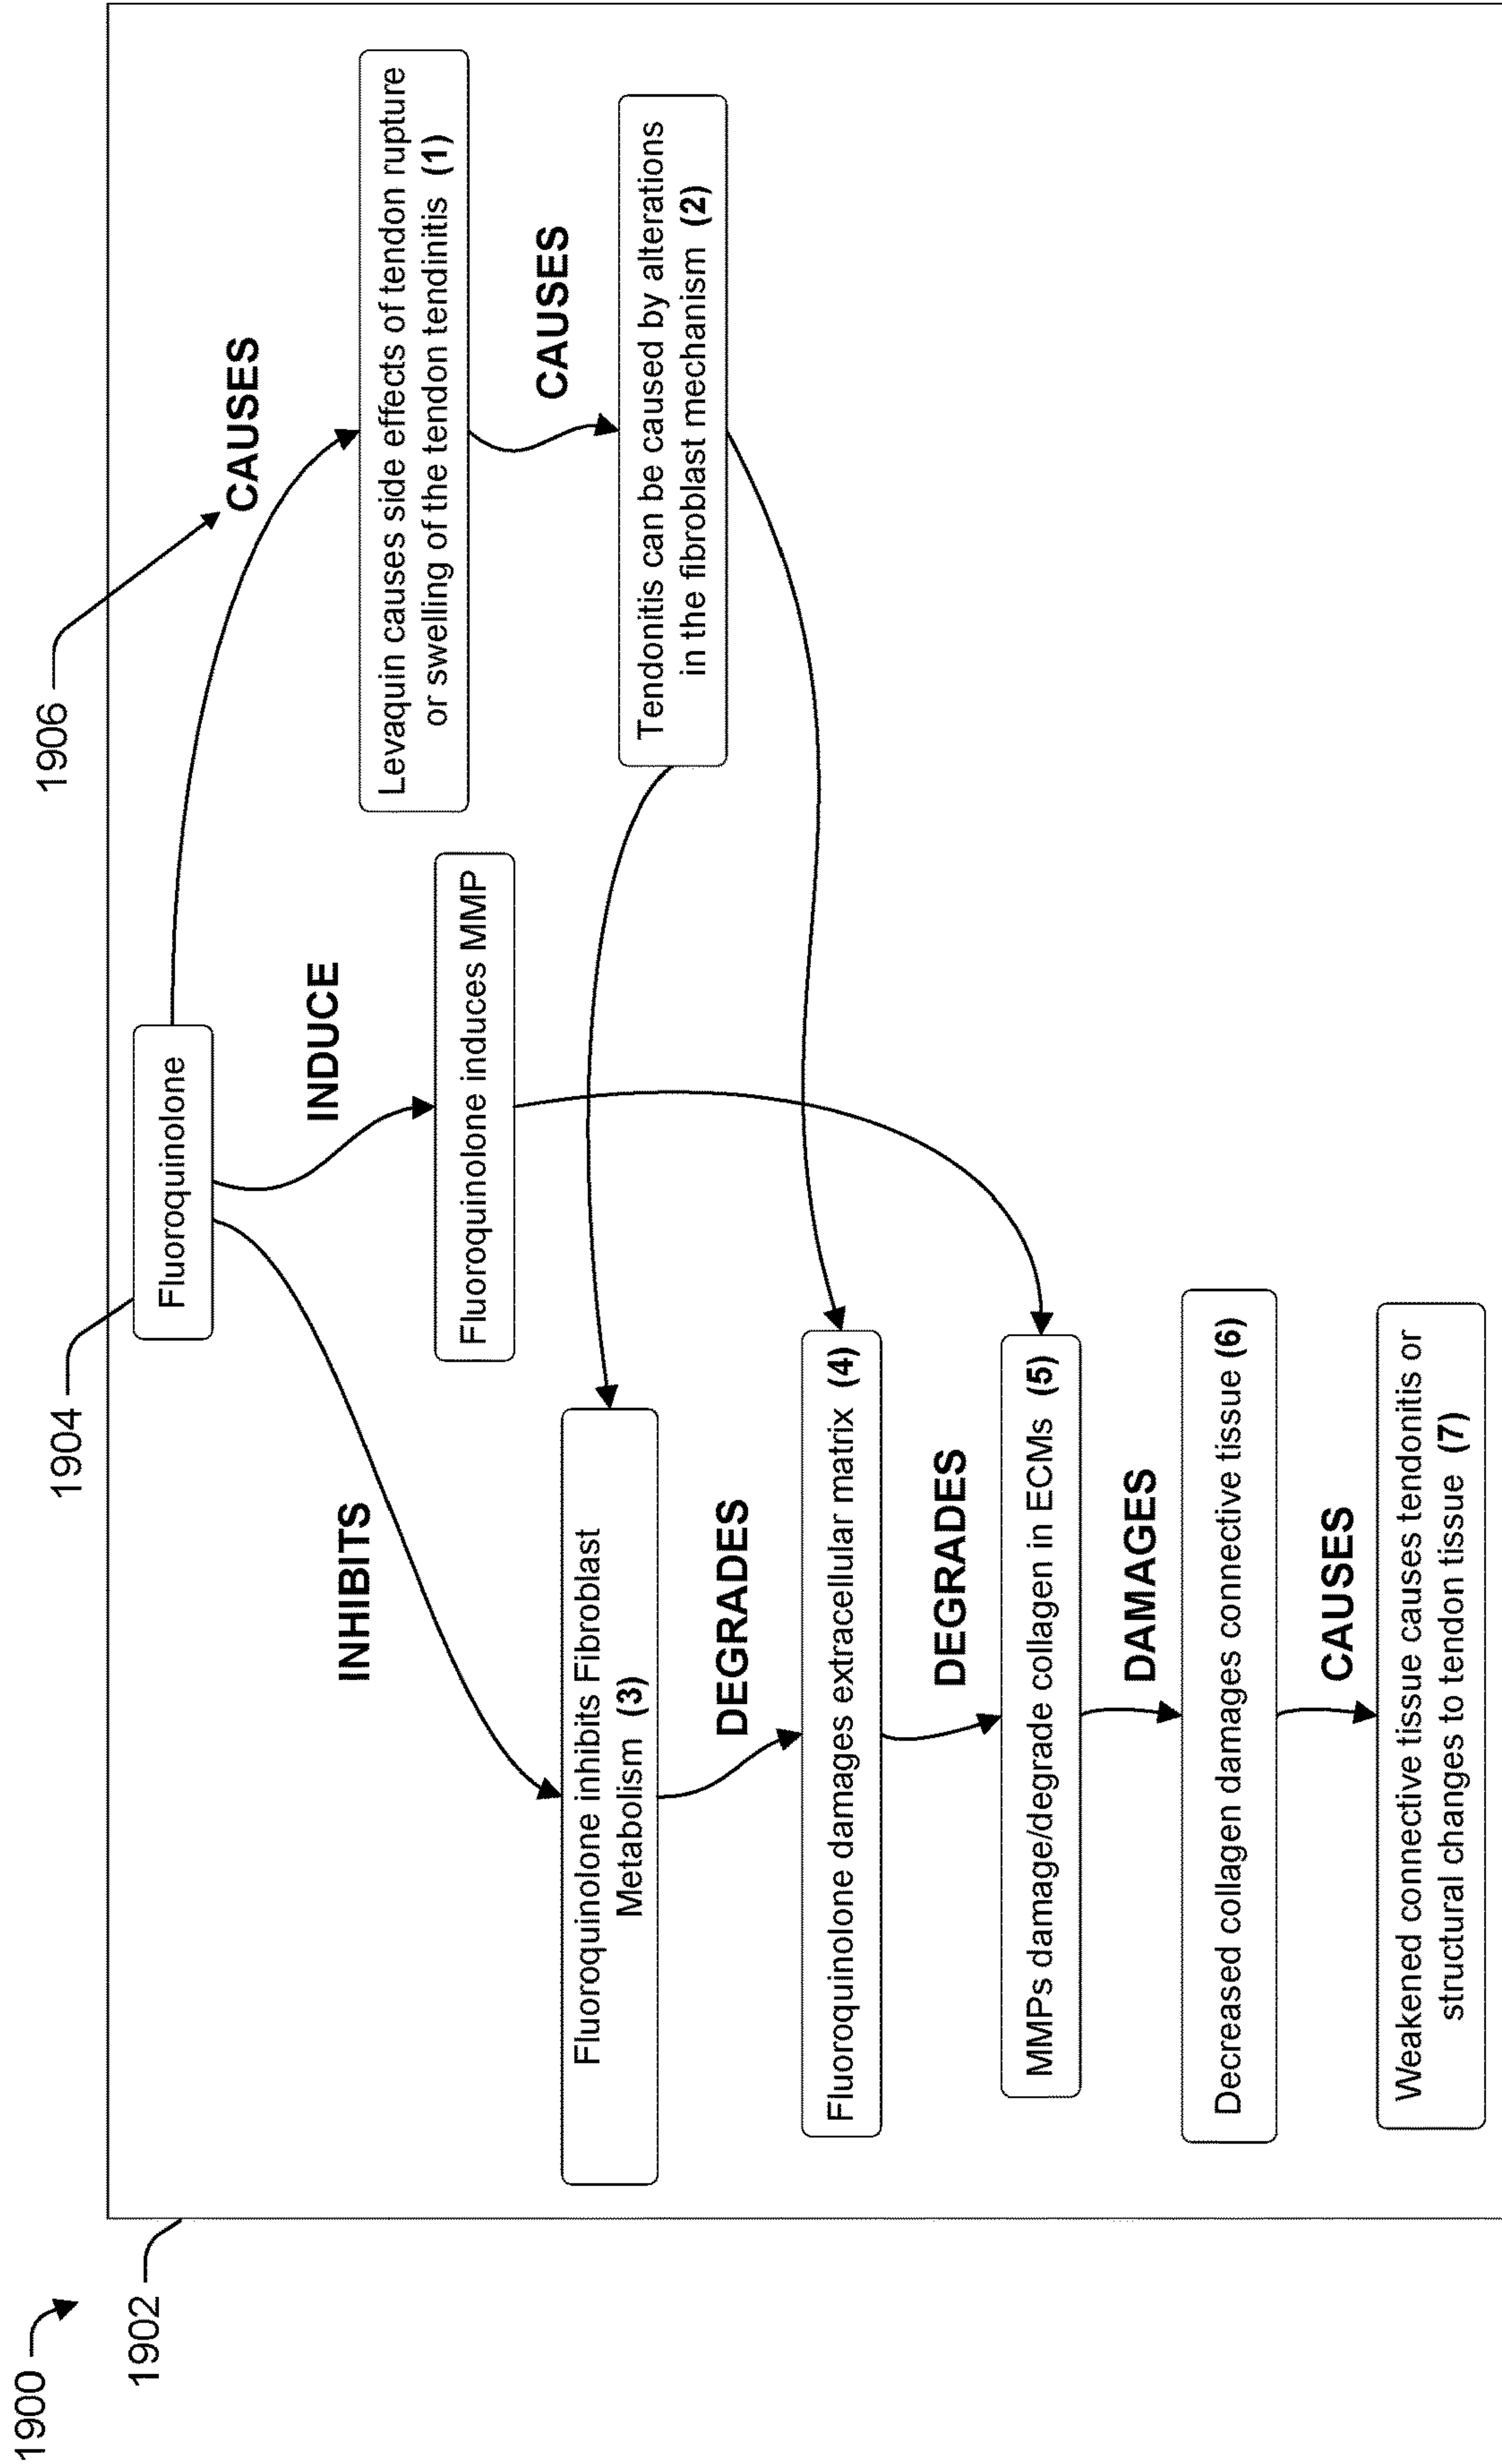 1900
1902
1904
1906
Fluoroquinolone
CAUSES
INDUCE
INHIBITS
Levaquin causes side effects of tendon rupture
or swelling of the tendon tendinitis (1)
CAUSES
Fluoroquinolone induces MMP
Tendonitis can be caused by alterations
in the fibroblast mechanism (2)
Fluoroquinolone inhibits Fibroblast
Metabolism (3)
DEGRADES
Fluoroquinolone damages extracellular matrix (4)
DEGRADES
MMPs damage/degrade collagen in ECMs (5)
DAMAGES
Decreased collagen damages connective tissue (6)
CAUSES
Weakened connective tissue causes tendonitis or
structural changes to tendon tissue (7)